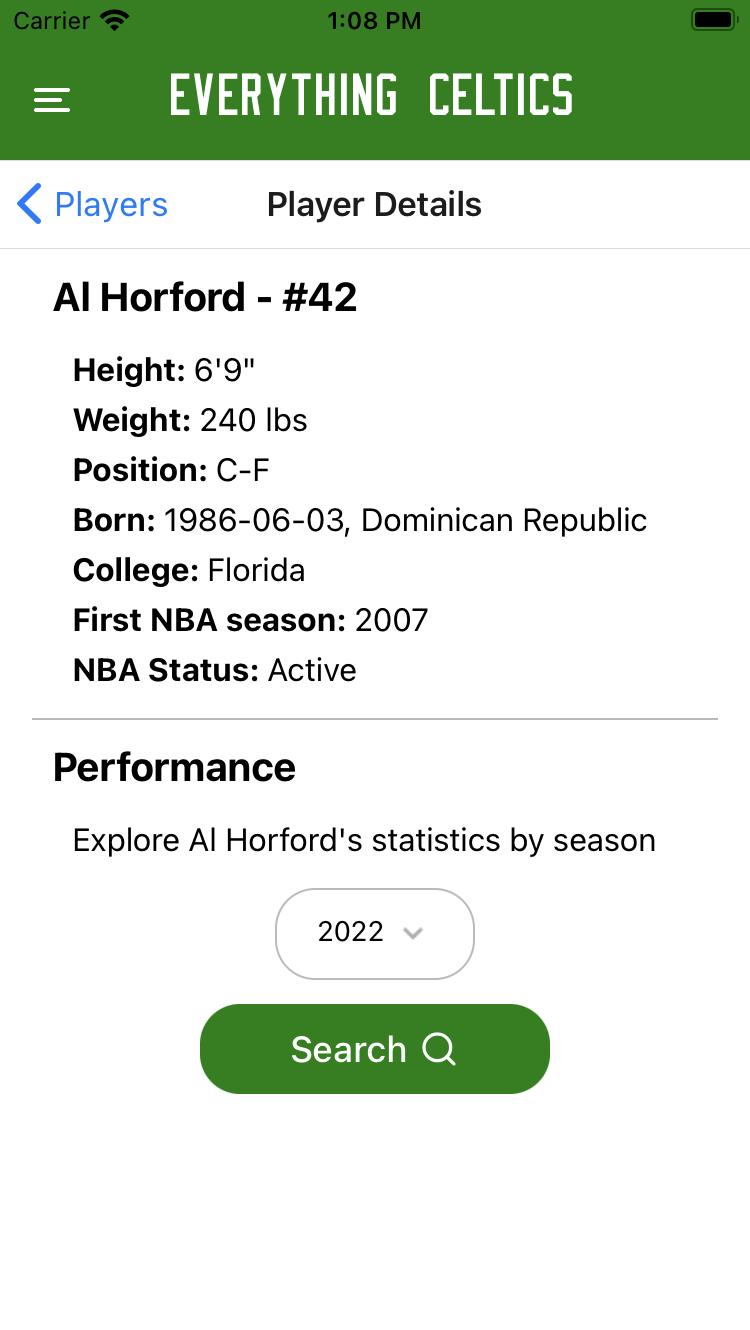 Carrier 1:08 PM
EVERYTHING CELTICS
Players Player Details
Al Horford - #42
Height: 6'9"
Weight: 240 lbs
Position: C-F
Born: 1986-06-03, Dominican Republic
College: Florida
First NBA season: 2007
NBA Status: Active
Performance
Explore Al Horford's statistics by season
2022
Search